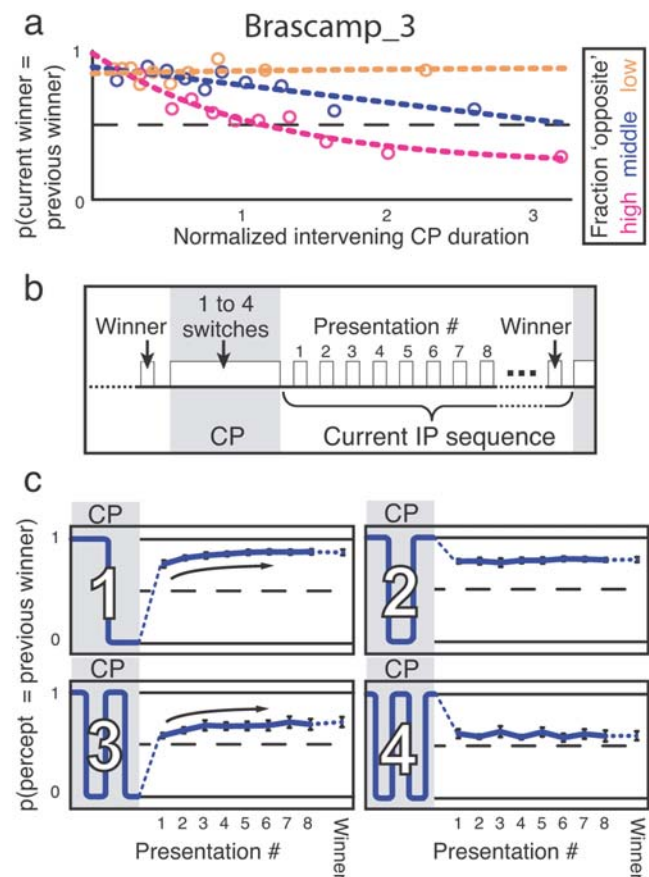 a
Brascamp_3
p(current winner =
previous winner)
1
0
1 2 3
Normalized intervening CP duration
Fraction 'opposite'
high middle low
b
Winner
1 to 4
switches
CP
Presentation #
1 2 3 4 5 6 7 8
Winner
Current IP sequence
c
p(percept = previous winner)
CP
1
0
1
CP
2
CP
1
0
3
CP
4
1 2 3 4 5 6 7 8 Winner
Presentation #
1 2 3 4 5 6 7 8 Winner
Presentation #